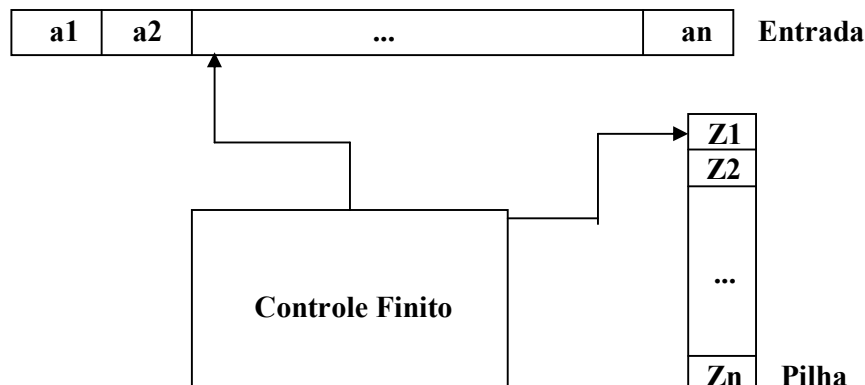 a1 a2 ... an Entrada
Z1
Z2
...
Controle Finito
Zn Pilha